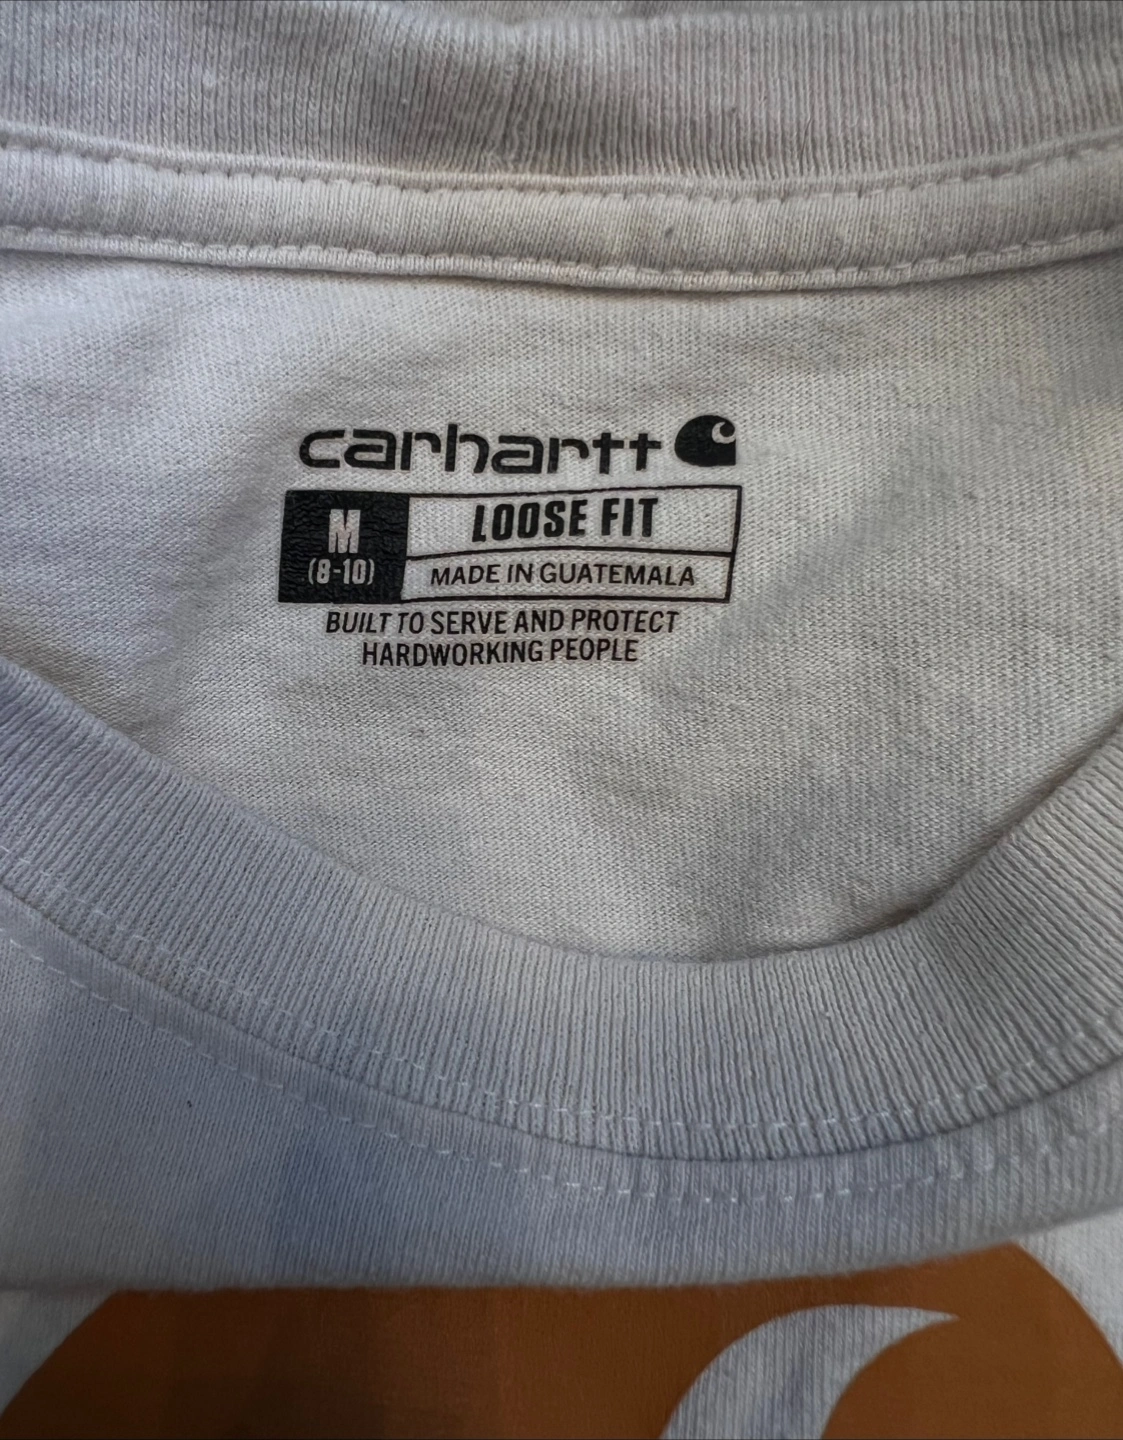 carhartt
M
(8-10)
LOOSE FIT
MADE IN GUATEMALA
BUILT TO SERVE AND PROTECT
HARDWORKING PEOPLE